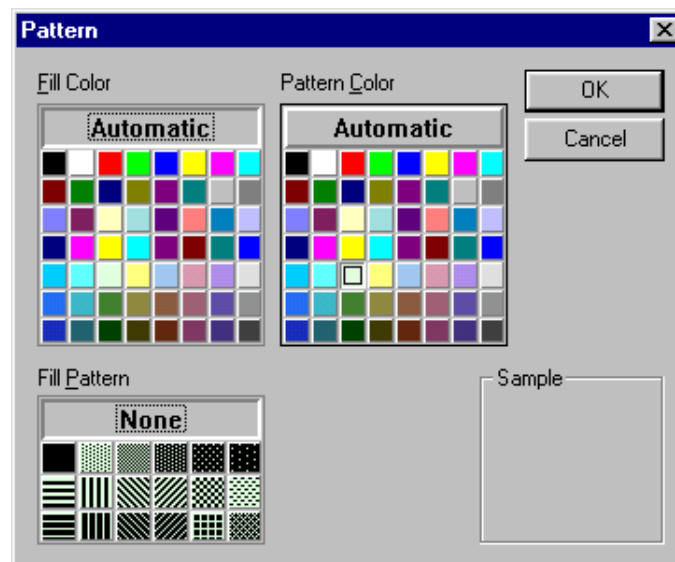 Pattern
Fill Color
Pattern Color
OK
Automatic
Automatic
Cancel
Fill Pattern
Sample
None